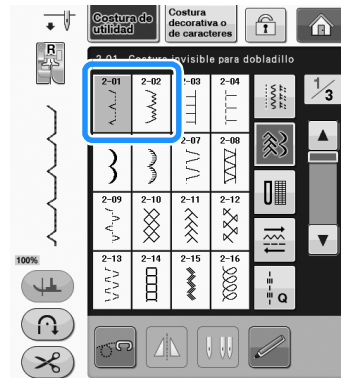 Costura de
utilidad
Costura
decorativa o
de caracteres
R
2-01 Costura invisible para dobladillo
2-01 2-02 2-03 2-04
1/3
2-07 2-08
2-09 2-10 2-11 2-12
100%
2-13 2-14 2-15 2-16
Q